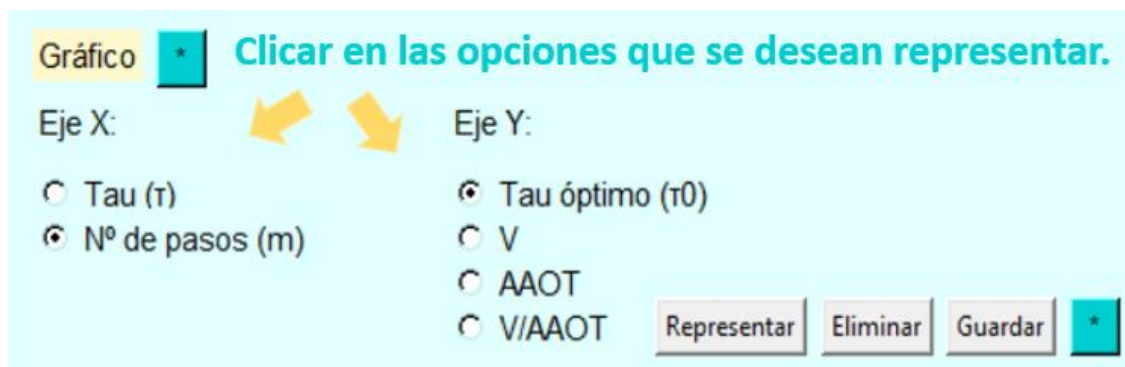 Gráfico * Clicar en las opciones que se desean representar.
Eje X: Eje Y:
Tau (τ) Tau óptimo (τ0)
Nº de pasos (m) V
AAOT
V/AAOT Representar Eliminar Guardar *